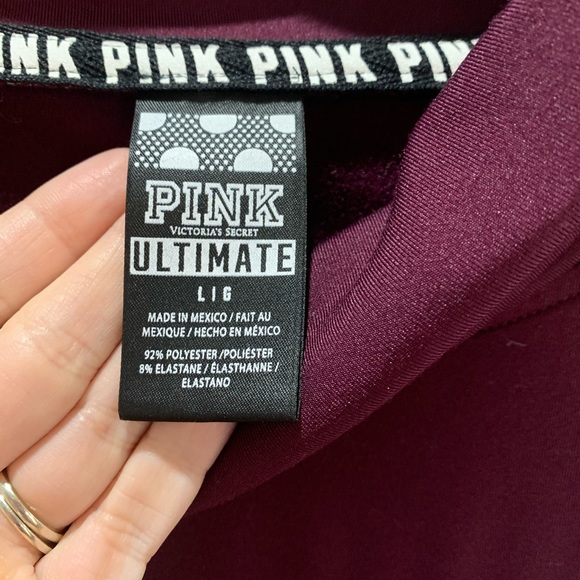 INK PINK PINK PINK
PINK
VICTORIA'S SECRET
ULTIMATE
L | G
MADE IN MEXICO / FAIT AU
MEXIQUE / HECHO EN MÉXICO
92% POLYESTER /POLIÉSTER
8% ELASTANE / ÉLASTHANNE /
ELASTANO